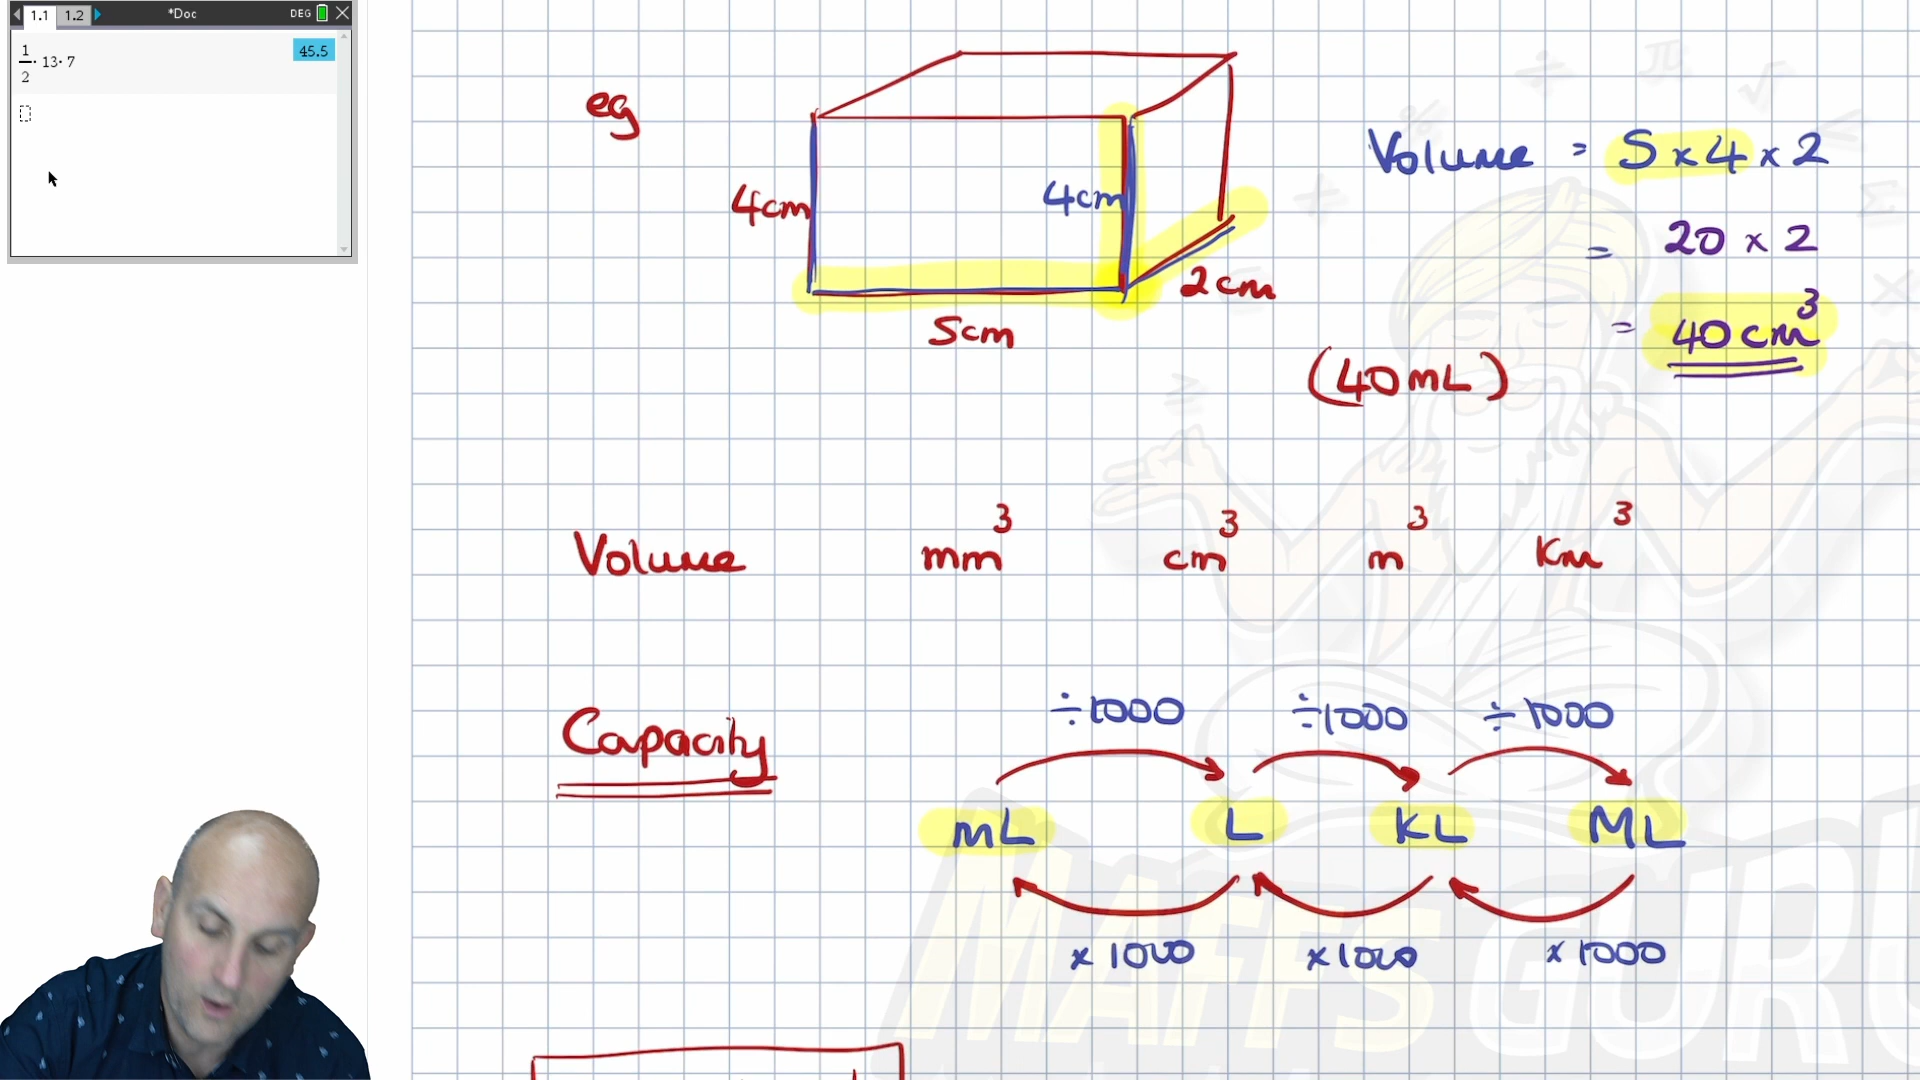 1.1 1.2 *Doc DEG
1/2 · 13 · 7 45.5
eg
4cm
4cm
5cm
2cm
Volume = 5 x 4 x 2
= 20 x 2
= 40 cm³
(40 mL)
Volume mm³ cm³ m³ Km³
Capacity
÷1000 ÷1000 ÷1000
mL L KL ML
x 1000 x 1000 x 1000
MAFFS GURU